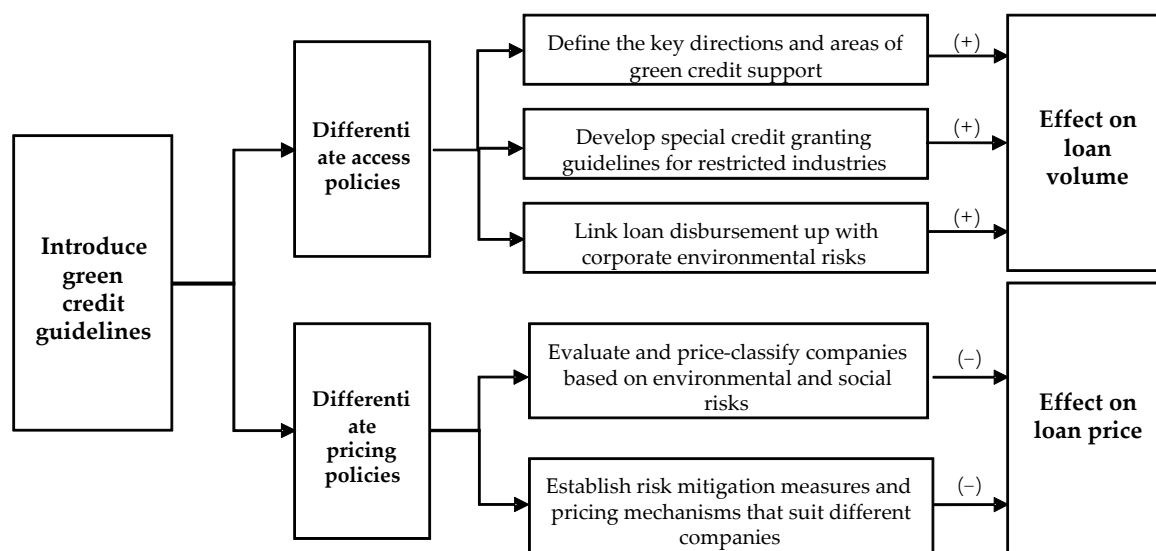 Introduce
green
credit
guidelines
Differenti
ate access
policies
Define the key directions and areas of
green credit support
(+)
Develop special credit granting
guidelines for restricted industries
(+)
Link loan disbursement up with
corporate environmental risks
(+)
Effect on
loan
volume
Differenti
ate
pricing
policies
Evaluate and price-classify companies
based on environmental and social
risks
(−)
Establish risk mitigation measures and
pricing mechanisms that suit different
companies
(−)
Effect on
loan price